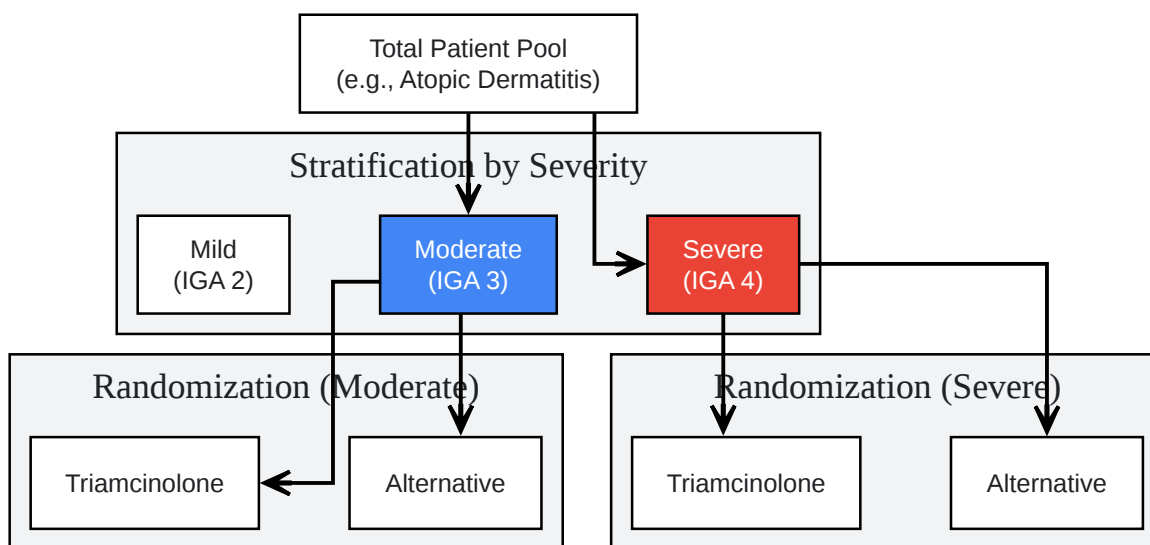 Total Patient Pool
(e.g., Atopic Dermatitis)
Stratification by Severity
Mild
(IGA 2)
Moderate
(IGA 3)
Severe
(IGA 4)
Randomization (Moderate)
Triamcinolone
Alternative
Randomization (Severe)
Triamcinolone
Alternative